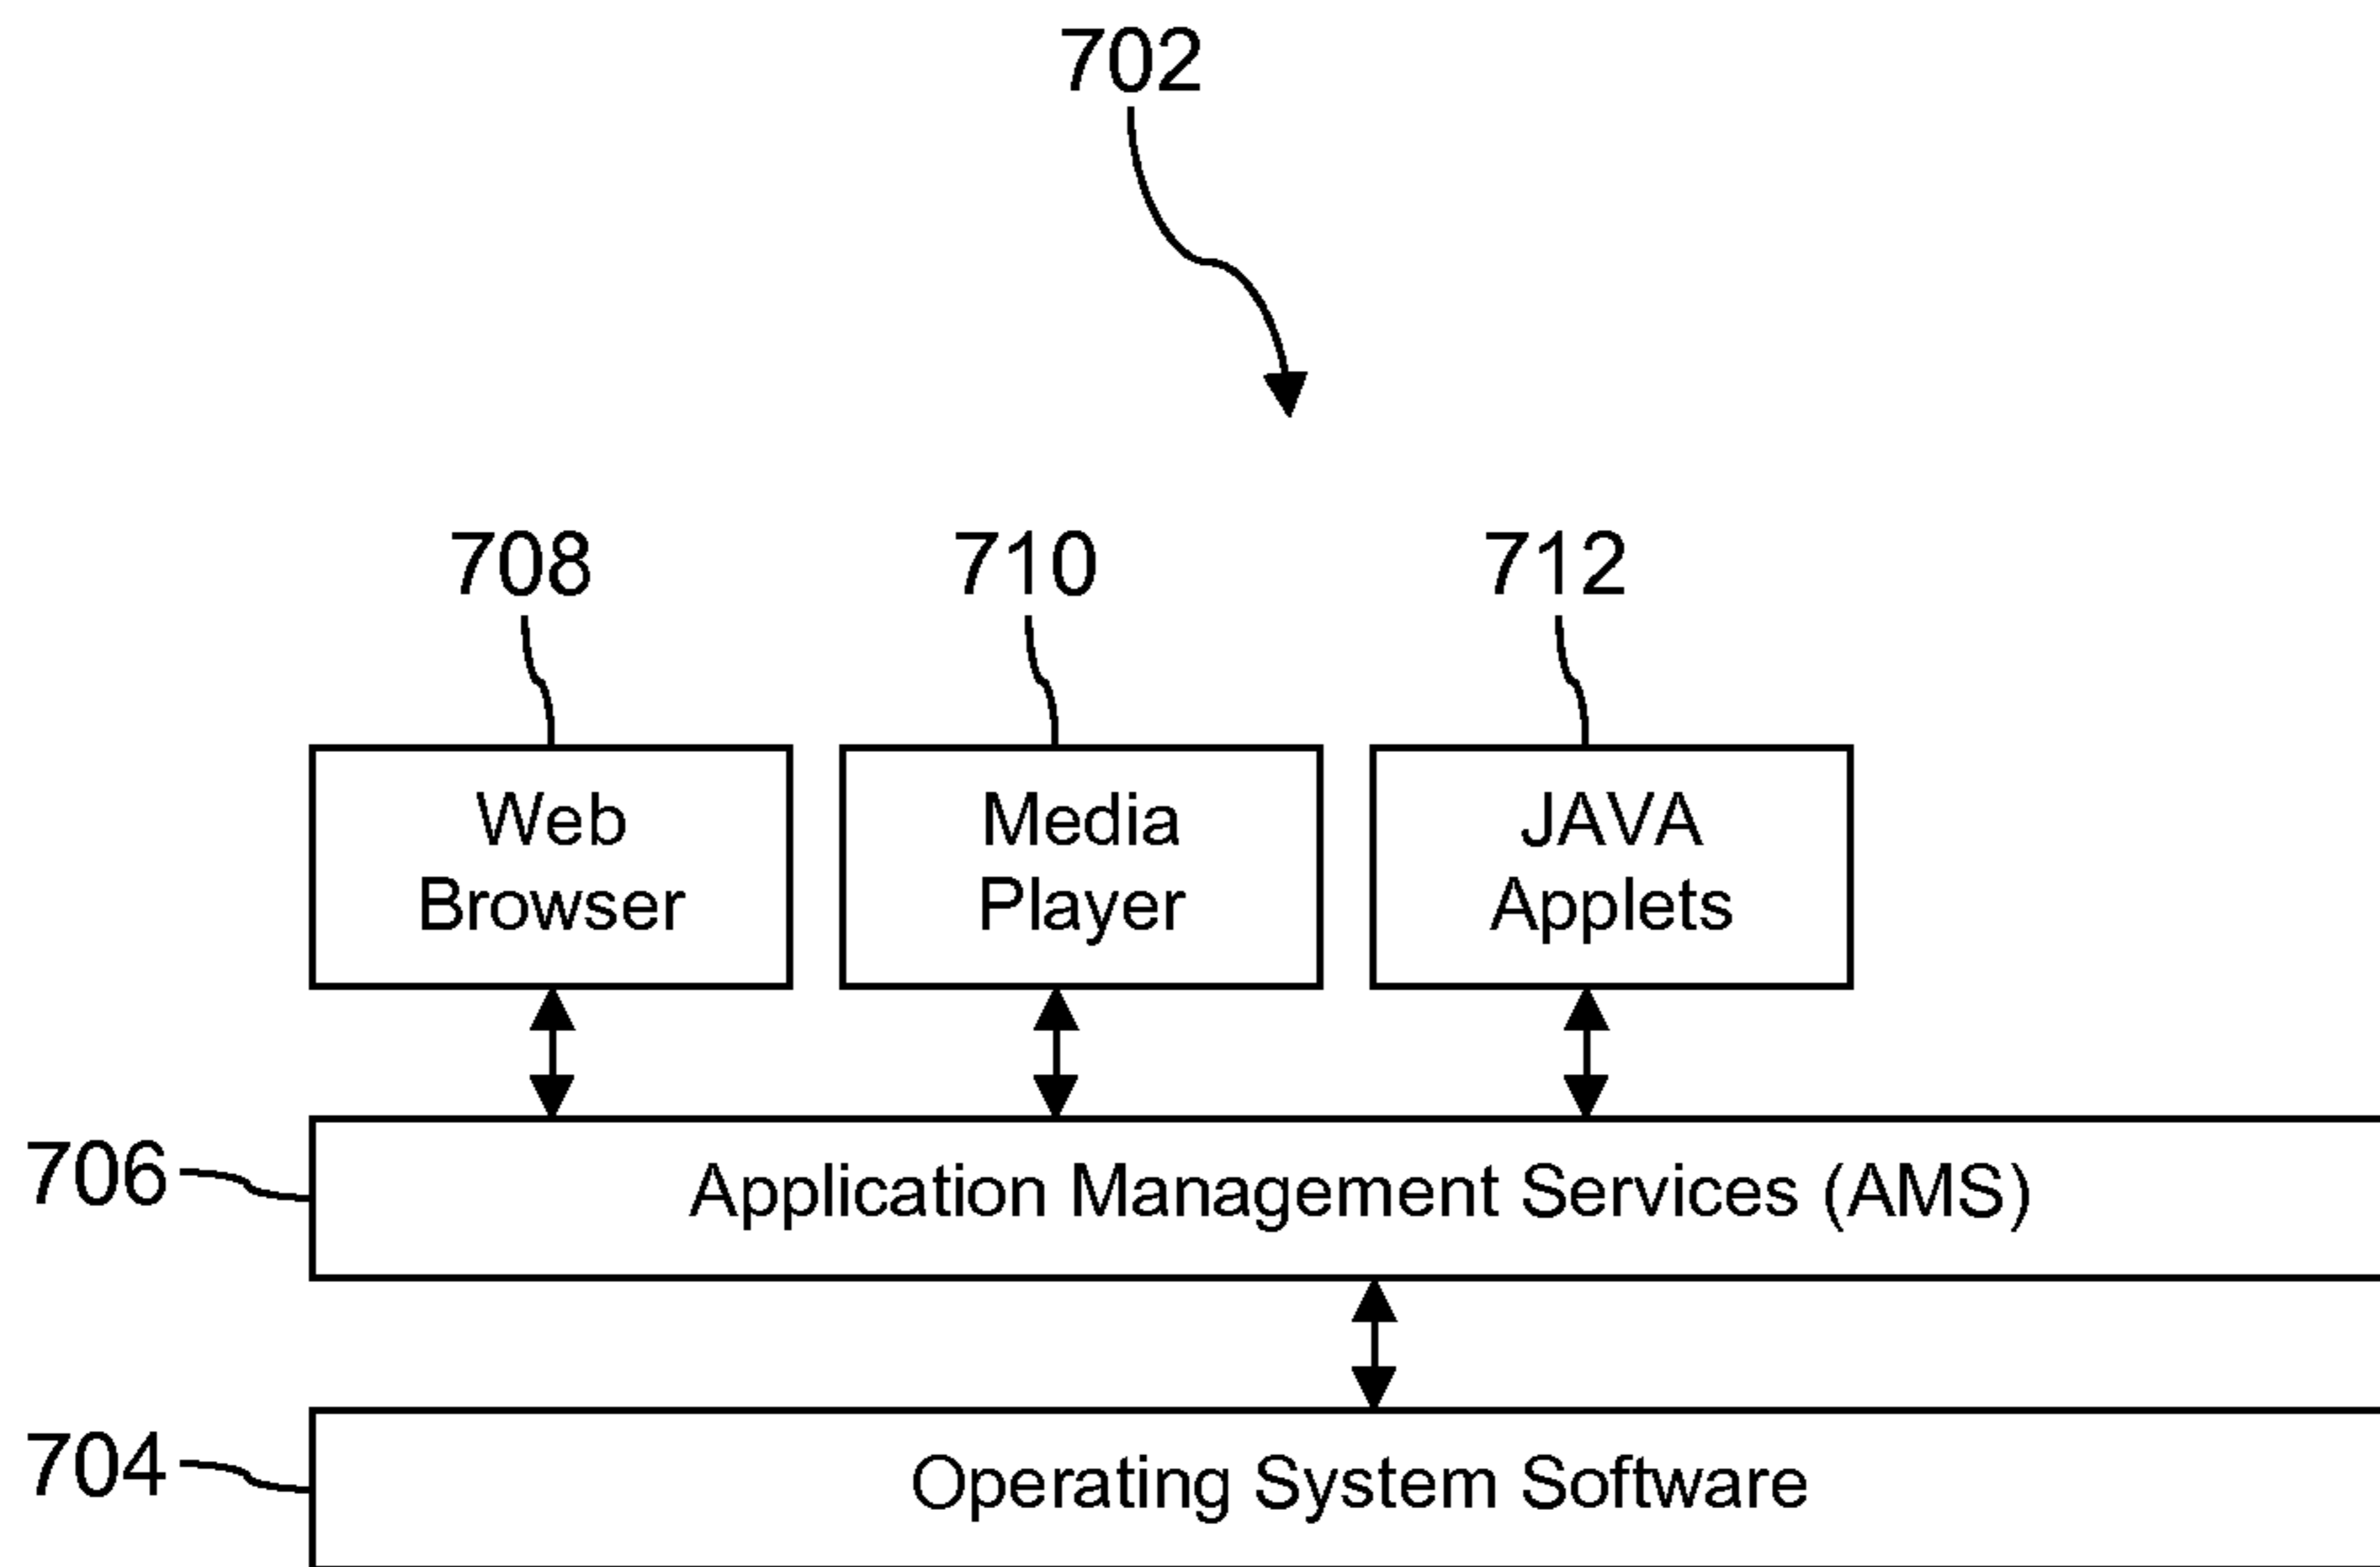 702
708
710
712
Web
Browser
Media
Player
JAVA
Applets
706
Application Management Services (AMS)
704
Operating System Software